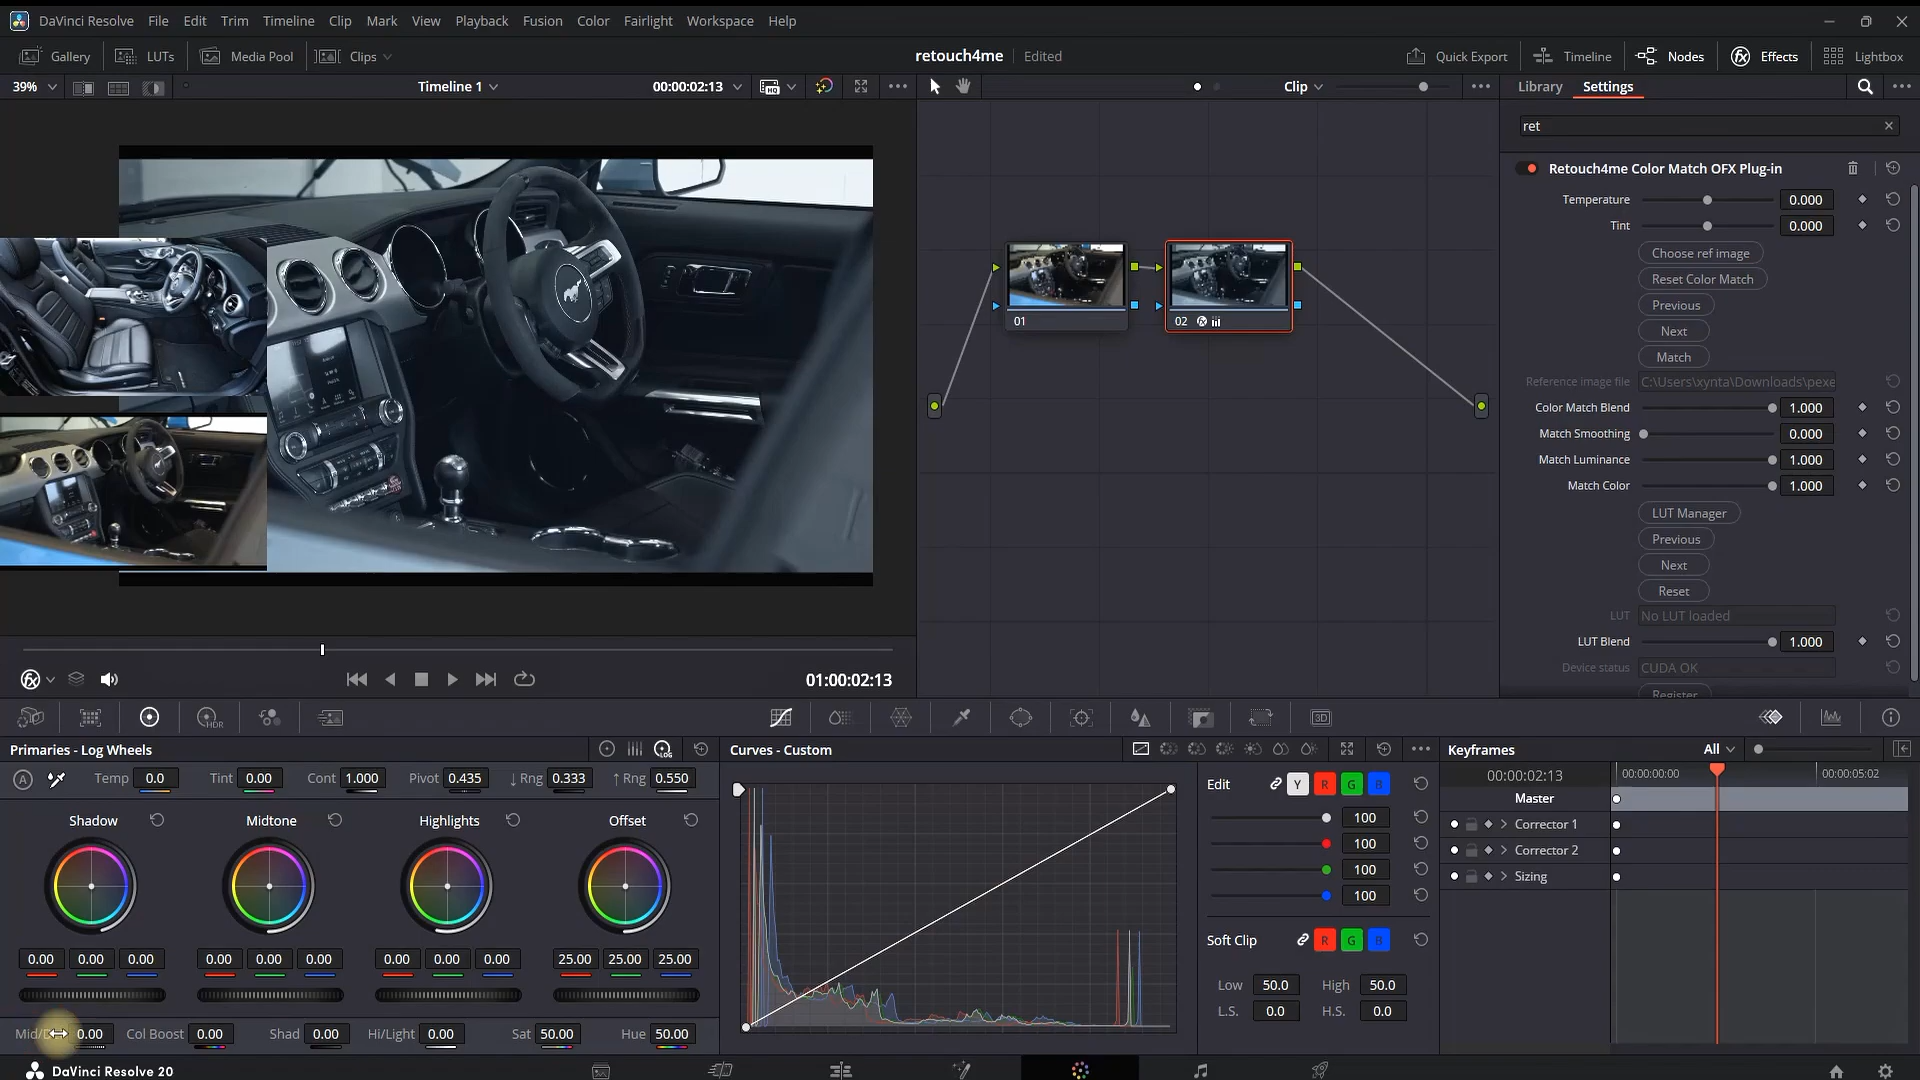 DaVinci Resolve File Edit Trim Timeline Clip Mark View Playback Fusion Color Fairlight Workspace Help
Gallery LUTs Media Pool Clips retouch4me Edited Quick Export Timeline Nodes Effects Lightbox
39% Timeline 1 00:00:02:13 Clip Library Settings
ret
Retouch4me Color Match OFX Plug-in
Temperature 0.000
Tint 0.000
Choose ref image
Reset Color Match
Previous
Next
Match
Reference image file C:\Users\xynta\Downloads\pexe
Color Match Blend 1.000
Match Smoothing 0.000
Match Luminance 1.000
Match Color 1.000
LUT Manager
Previous
Next
Reset
LUT No LUT loaded
LUT Blend 1.000
Device status CUDA OK
Register
01
02
01:00:02:13
HDR
3D
Primaries - Log Wheels LOG
Temp 0.0 Tint 0.00 Cont 1.000 Pivot 0.435 ↓ Rng 0.333 ↑ Rng 0.550
Shadow Midtone Highlights Offset
0.00 0.00 0.00 0.00 0.00 0.00 0.00 0.00 0.00 25.00 25.00 25.00
0.00 Col Boost 0.00 Shad 0.00 Hi/Light 0.00 Sat 50.00 Hue 50.00
Curves - Custom
Edit Y R G B
100
100
100
100
Soft Clip R G B
Low 50.0 High 50.0
L.S. 0.0 H.S. 0.0
Keyframes All
00:00:02:13 00:00:00:00 00:00:05:02
Master
Corrector 1
Corrector 2
Sizing
DaVinci Resolve 20